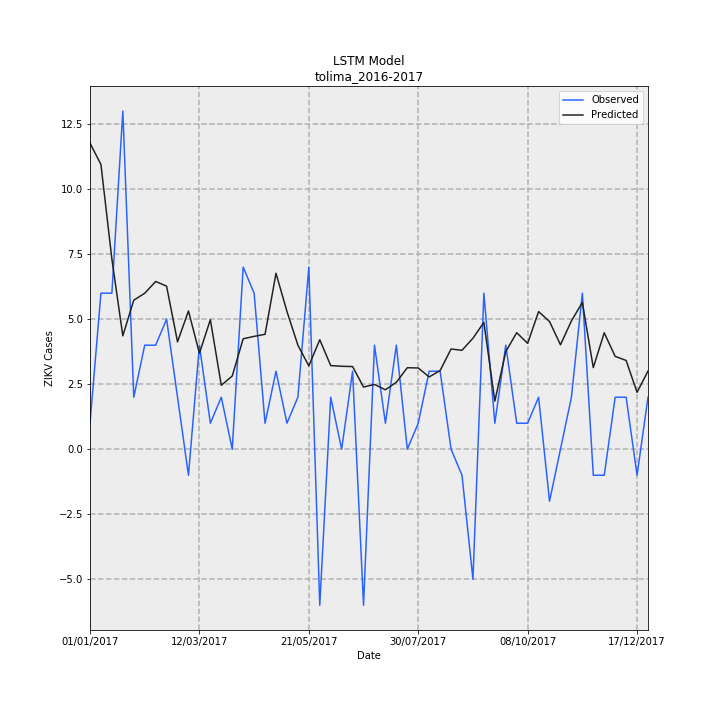 LSTM Model
tolima_2016-2017
Observed
Predicted
12.5
10.0
7.5
5.0
2.5
0.0
−2.5
−5.0
ZIKV Cases
01/01/2017 12/03/2017 21/05/2017 30/07/2017 08/10/2017 17/12/2017
Date